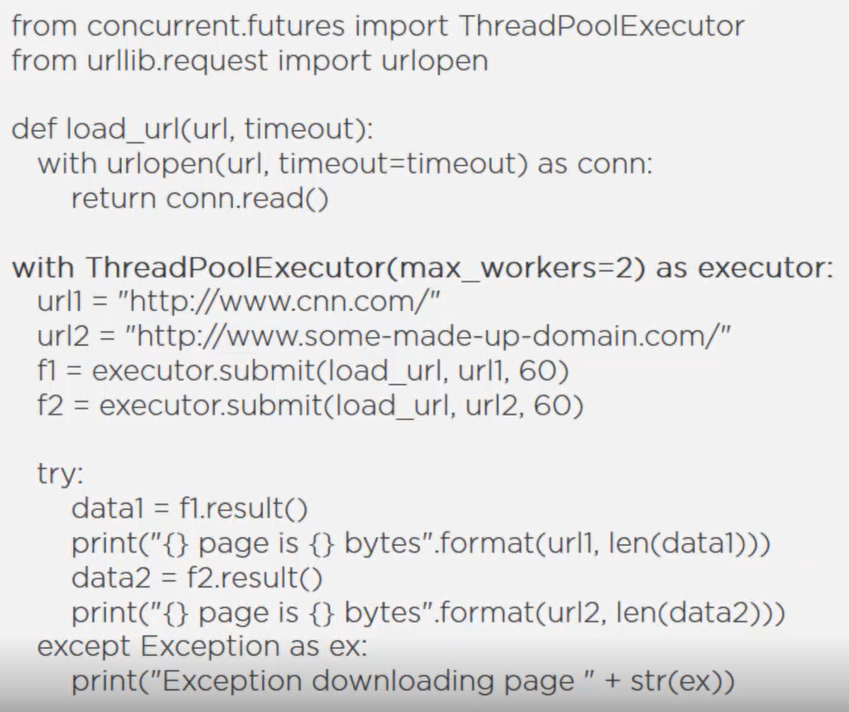 from concurrent.futures import ThreadPoolExecutor
from urllib.request import urlopen

def load_url(url, timeout):
  with urlopen(url, timeout=timeout) as conn:
    return conn.read()

with ThreadPoolExecutor(max_workers=2) as executor:
  url1 = "http://www.cnn.com/"
  url2 = "http://www.some-made-up-domain.com/"
  f1 = executor.submit(load_url, url1, 60)
  f2 = executor.submit(load_url, url2, 60)

  try:
    data1 = f1.result()
    print("{} page is {} bytes".format(url1, len(data1)))
    data2 = f2.result()
    print("{} page is {} bytes".format(url2, len(data2)))
  except Exception as ex:
    print("Exception downloading page " + str(ex))